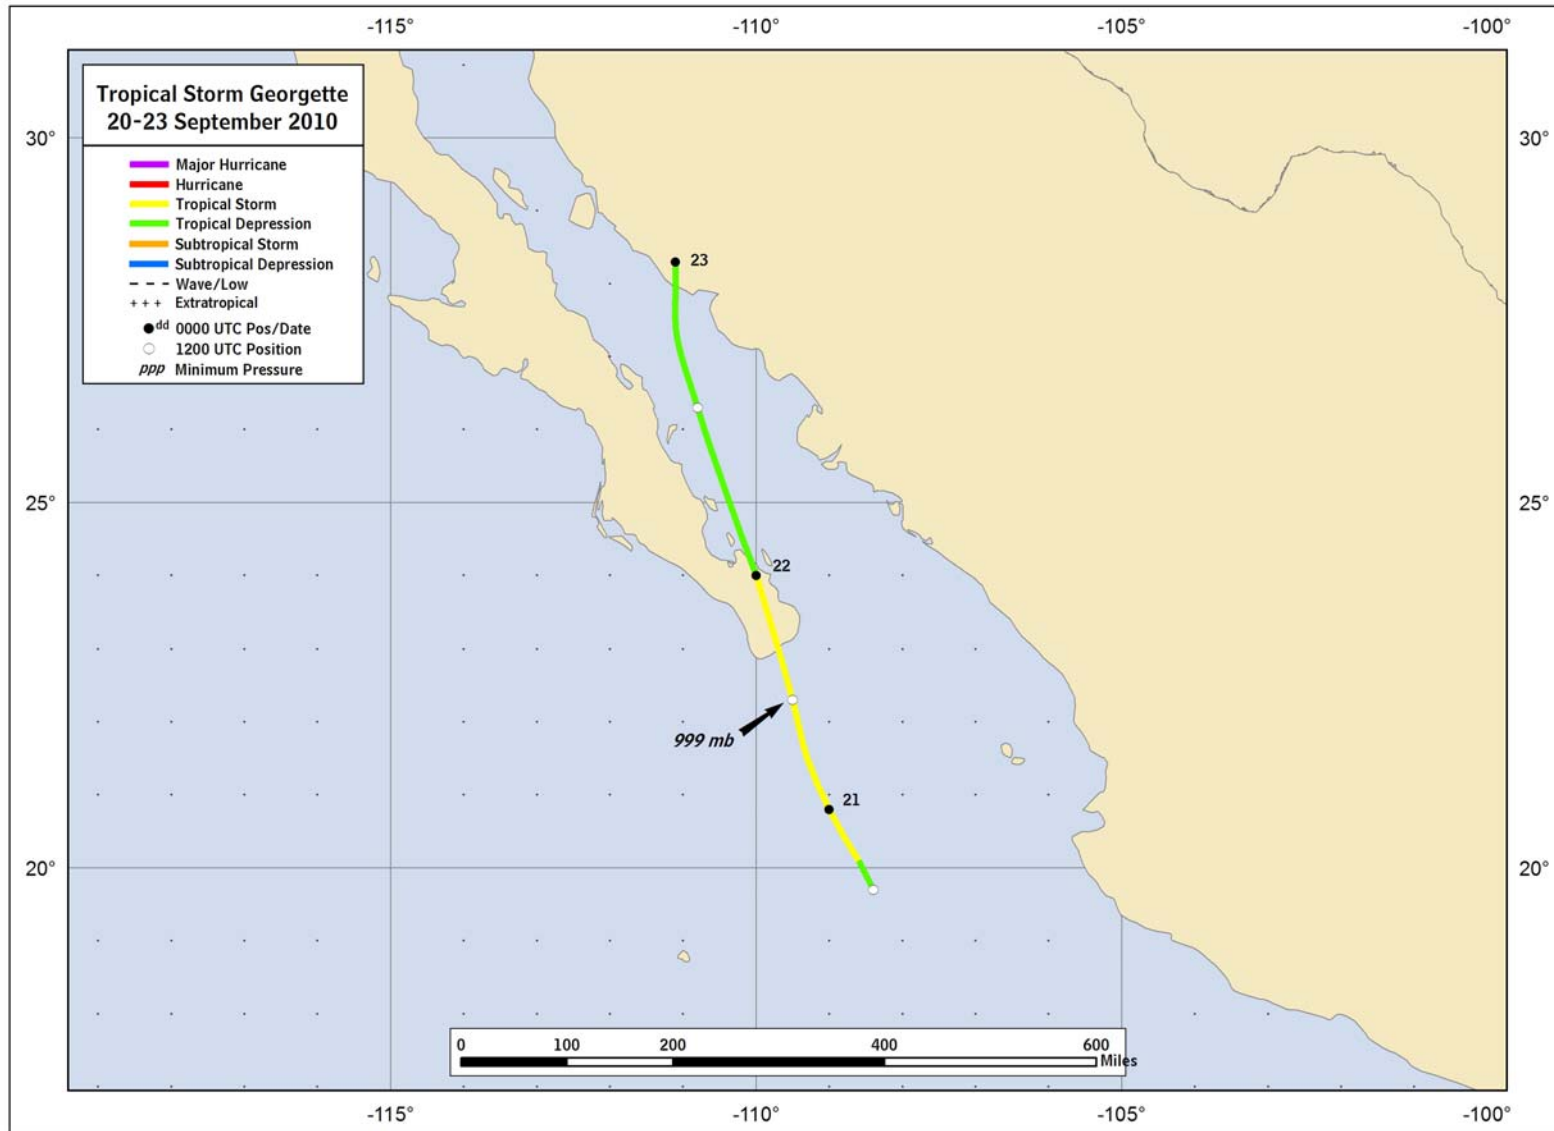 -115° -110° -105° -100°
Tropical Storm Georgette
20-23 September 2010
Major Hurricane
Hurricane
Tropical Storm
Tropical Depression
Subtropical Storm
Subtropical Depression
Wave/Low
+++ Extratropical
dd 0000 UTC Pos/Date
1200 UTC Position
ppp Minimum Pressure
30° 30°
23
25° 25°
22
999 mb
21
20° 20°
0 100 200 400 600
Miles
-115° -110° -105° -100°